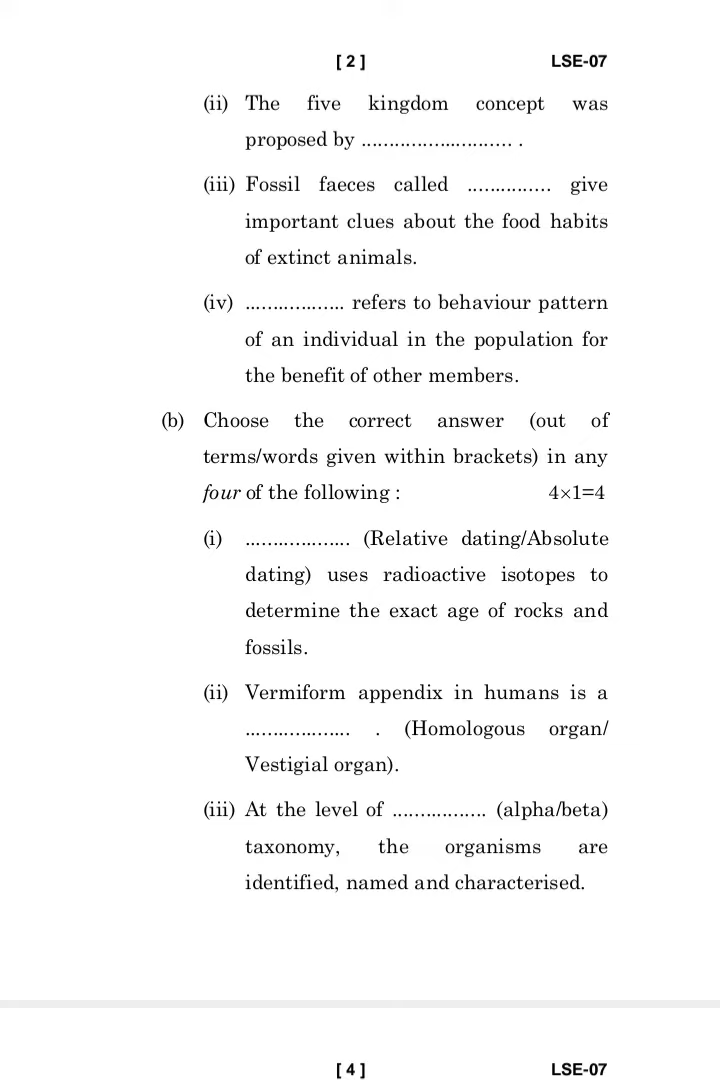 [ 2 ] LSE-07
(ii) The five kingdom concept was
proposed by .............................. .
(iii) Fossil faeces called ............... give
important clues about the food habits
of extinct animals.
(iv) ................... refers to behaviour pattern
of an individual in the population for
the benefit of other members.
(b) Choose the correct answer (out of
terms/words given within brackets) in any
four of the following : 4×1=4
(i) .................... (Relative dating/Absolute
dating) uses radioactive isotopes to
determine the exact age of rocks and
fossils.
(ii) Vermiform appendix in humans is a
.................... . (Homologous organ/
Vestigial organ).
(iii) At the level of ................. (alpha/beta)
taxonomy, the organisms are
identified, named and characterised.
[ 4 ] LSE-07